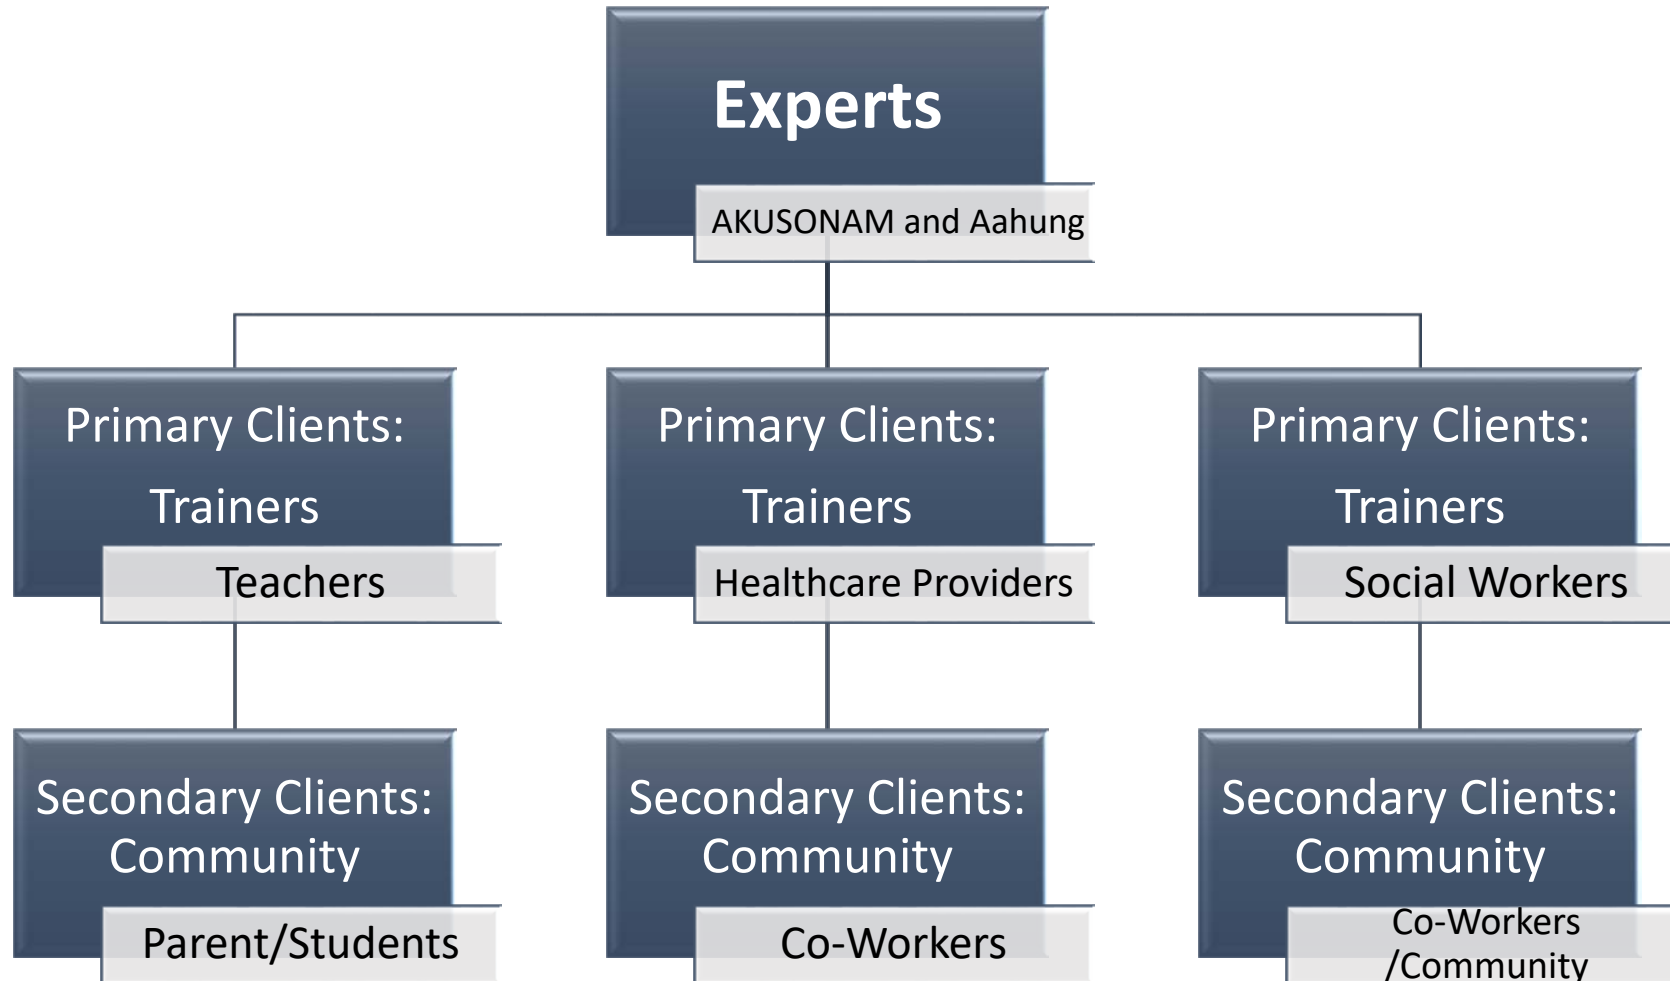 Experts
AKUSONAM and Aahung
Primary Clients:
Trainers
Teachers
Primary Clients:
Trainers
Healthcare Providers
Primary Clients:
Trainers
Social Workers
Secondary Clients:
Community
Parent/Students
Secondary Clients:
Community
Co-Workers
Secondary Clients:
Community
Co-Workers
/Community